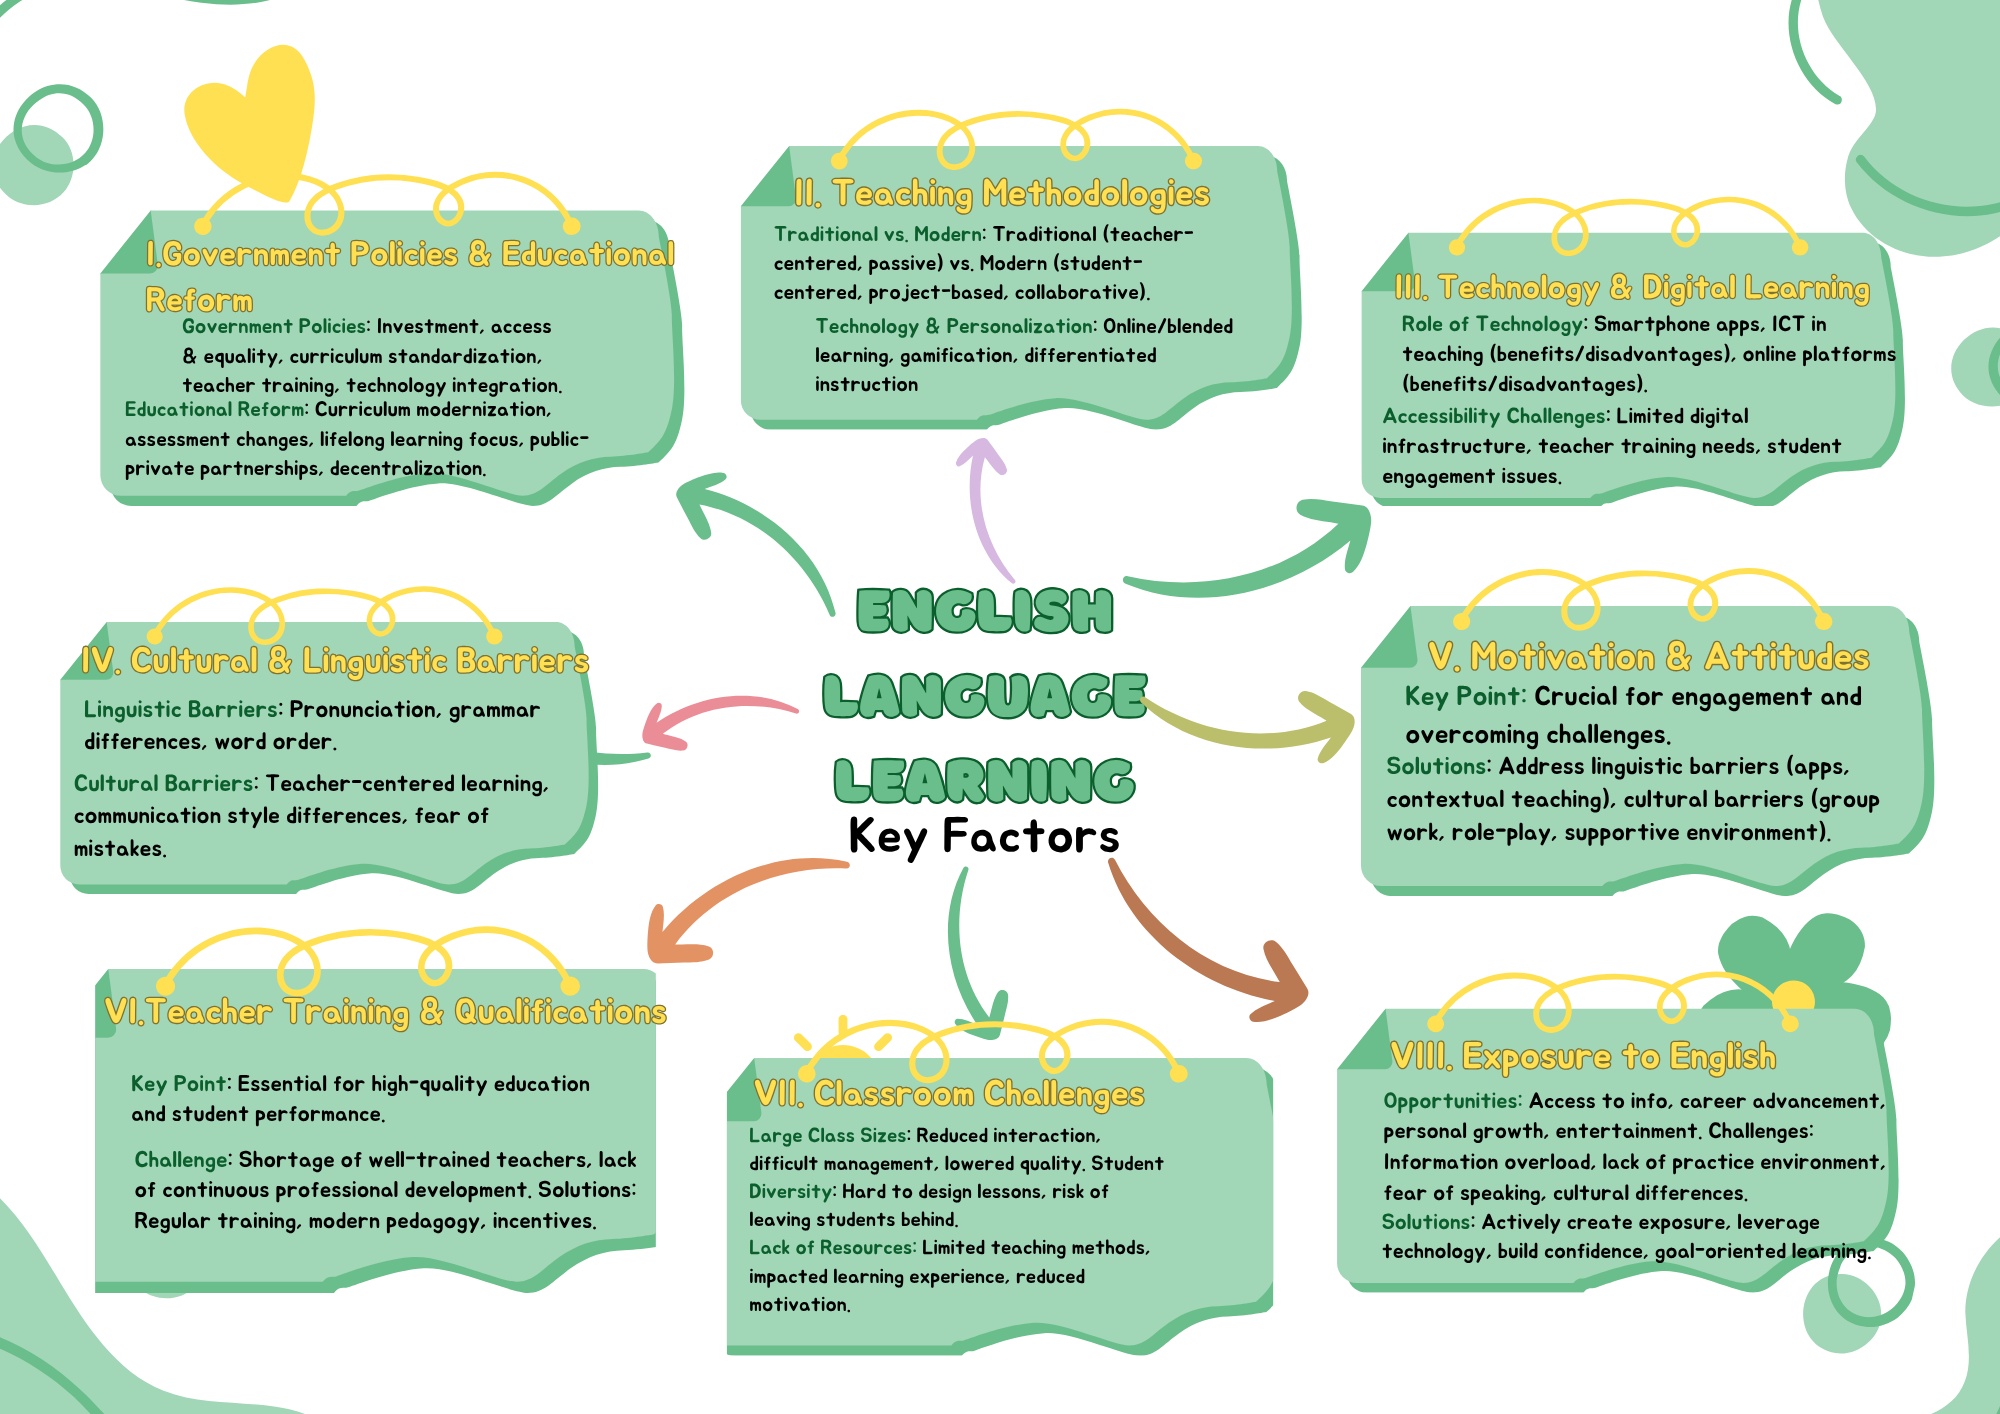 I.Government Policies & Educational
Reform
Government Policies: Investment, access
& equality, curriculum standardization,
teacher training, technology integration.
Educational Reform: Curriculum modernization,
assessment changes, lifelong learning focus, public-
private partnerships, decentralization.
II. Teaching Methodologies
Traditional vs. Modern: Traditional (teacher-
centered, passive) vs. Modern (student-
centered, project-based, collaborative).
Technology & Personalization: Online/blended
learning, gamification, differentiated
instruction
III. Technology & Digital Learning
Role of Technology: Smartphone apps, ICT in
teaching (benefits/disadvantages), online platforms
(benefits/disadvantages).
Accessibility Challenges: Limited digital
infrastructure, teacher training needs, student
engagement issues.
ENGLISH
LANGUAGE
LEARNING
Key Factors
IV. Cultural & Linguistic Barriers
Linguistic Barriers: Pronunciation, grammar
differences, word order.
Cultural Barriers: Teacher-centered learning,
communication style differences, fear of
mistakes.
V. Motivation & Attitudes
Key Point: Crucial for engagement and
overcoming challenges.
Solutions: Address linguistic barriers (apps,
contextual teaching), cultural barriers (group
work, role-play, supportive environment).
VI.Teacher Training & Qualifications
Key Point: Essential for high-quality education
and student performance.
Challenge: Shortage of well-trained teachers, lack
of continuous professional development. Solutions:
Regular training, modern pedagogy, incentives.
VII. Classroom Challenges
Large Class Sizes: Reduced interaction,
difficult management, lowered quality. Student
Diversity: Hard to design lessons, risk of
leaving students behind.
Lack of Resources: Limited teaching methods,
impacted learning experience, reduced
motivation.
VIII. Exposure to English
Opportunities: Access to info, career advancement,
personal growth, entertainment. Challenges:
Information overload, lack of practice environment,
fear of speaking, cultural differences.
Solutions: Actively create exposure, leverage
technology, build confidence, goal-oriented learning.